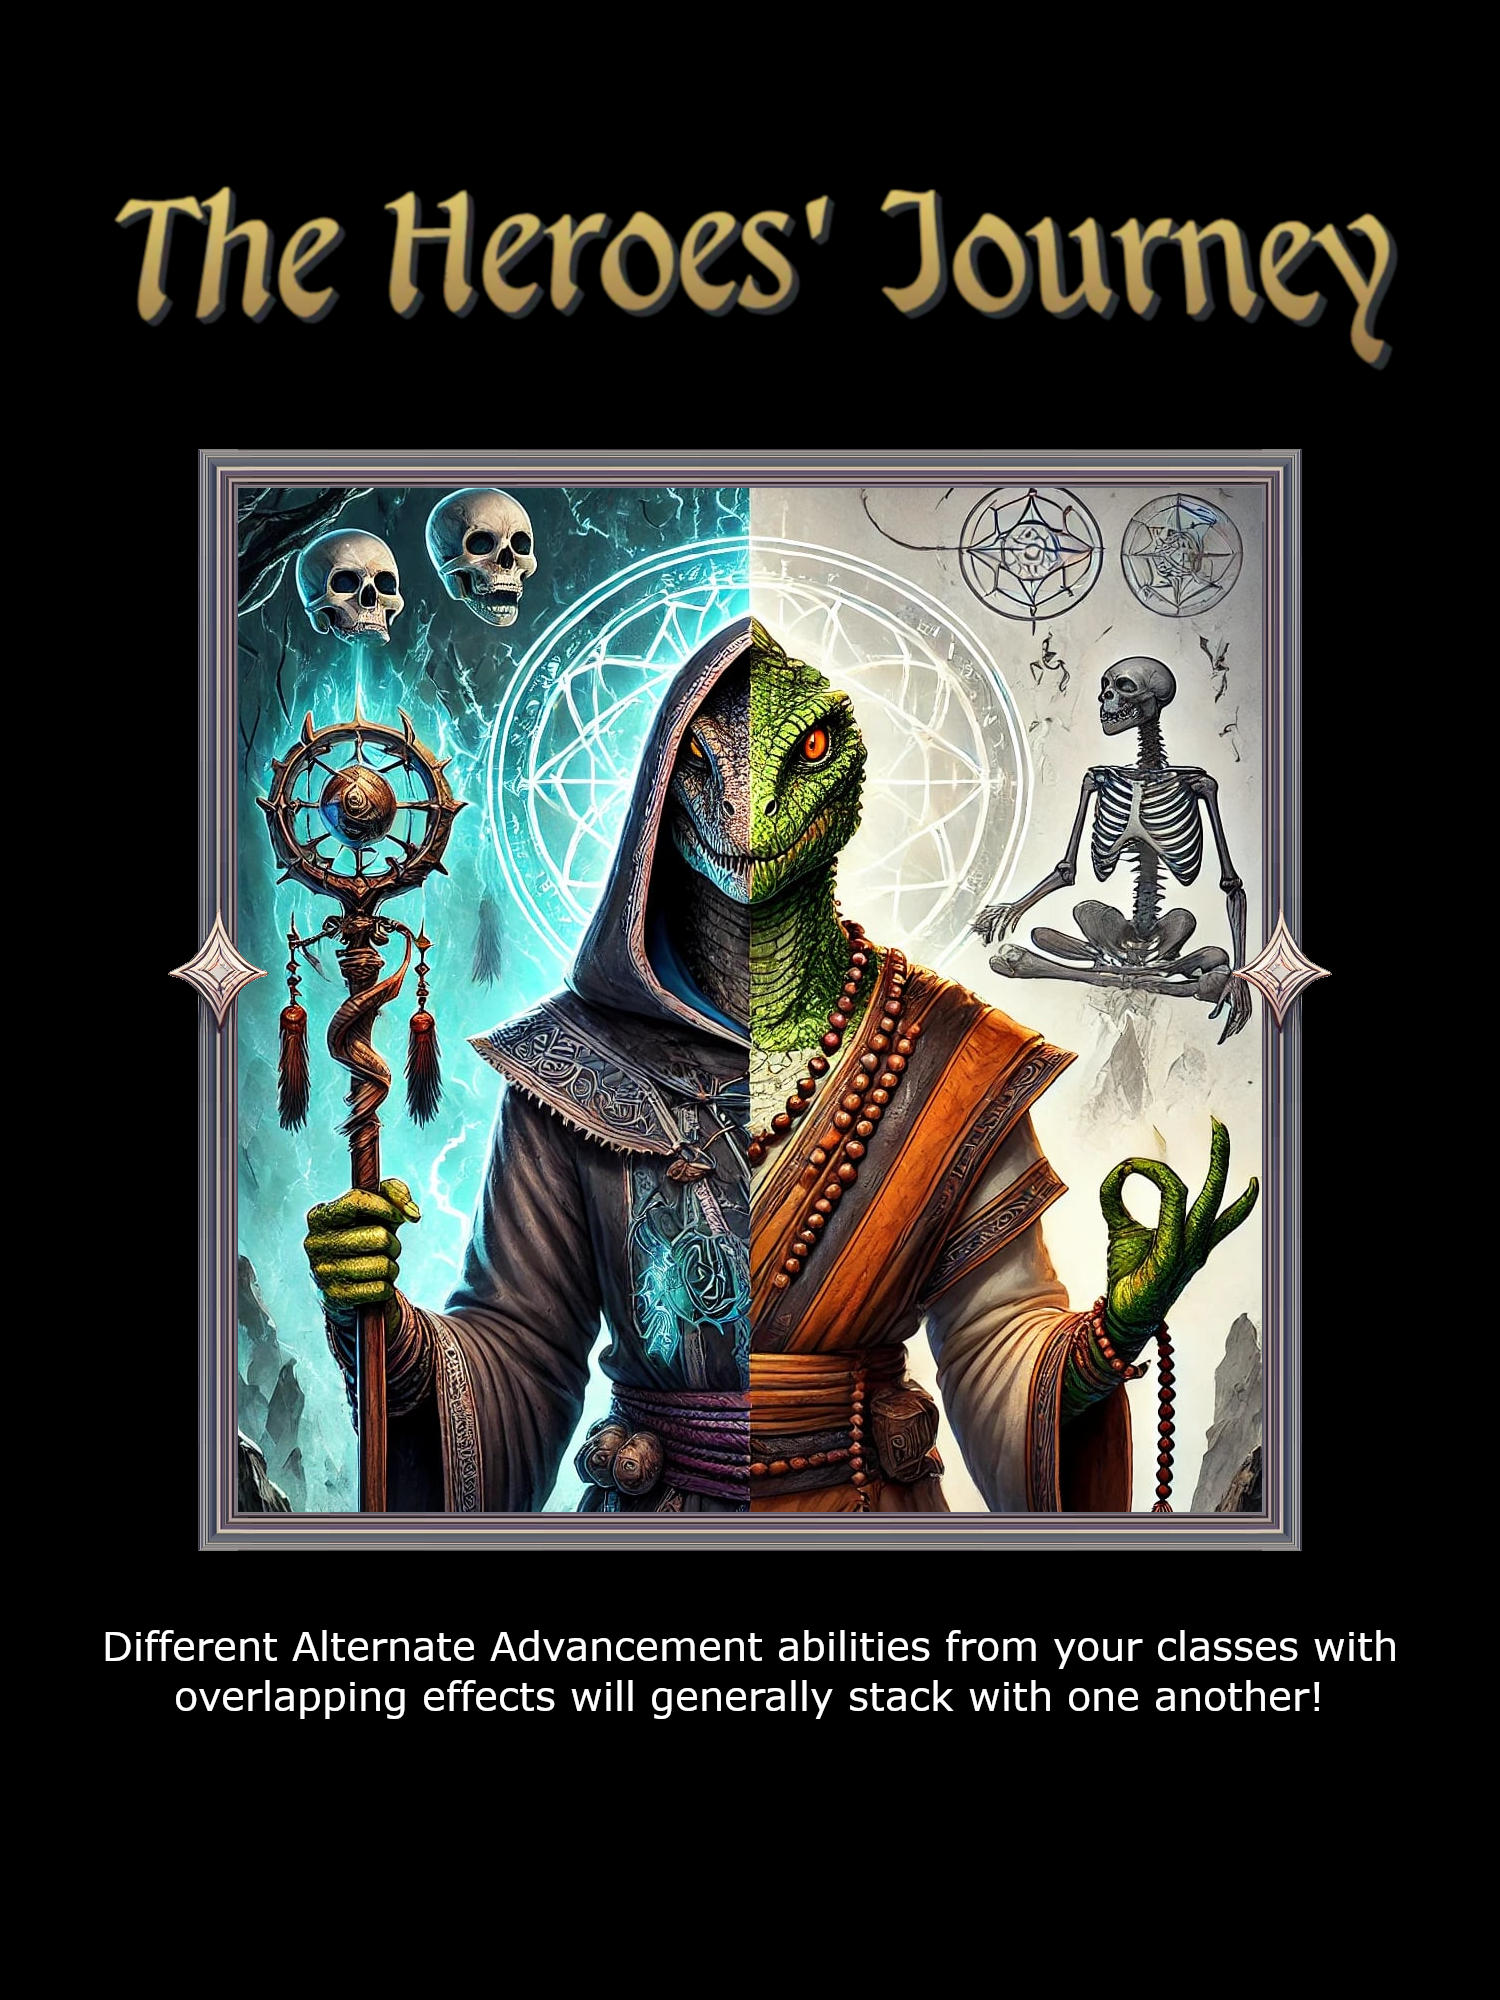 The Heroes' Journey
Different Alternate Advancement abilities from your classes with
overlapping effects will generally stack with one another!